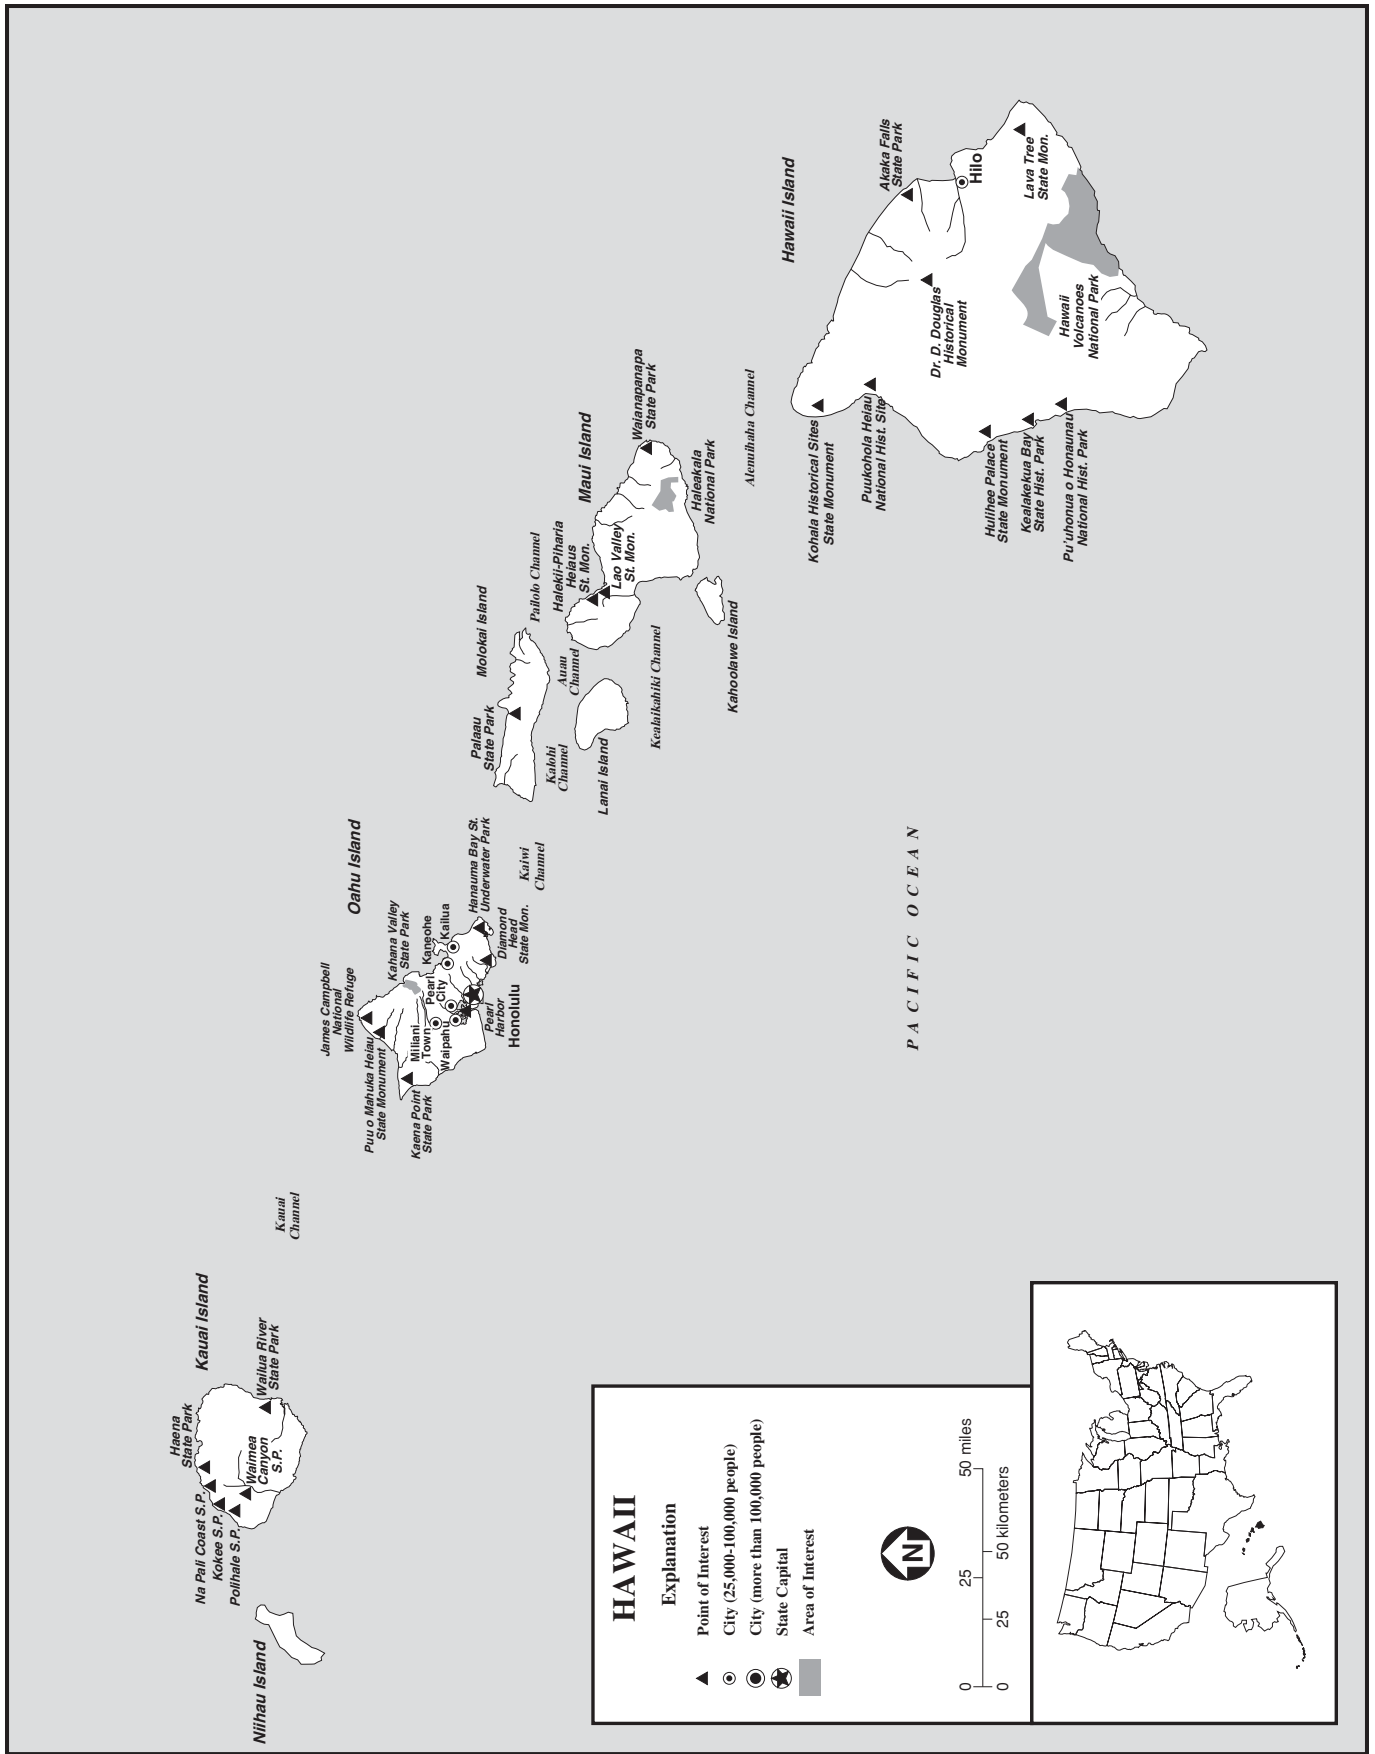 Niihau Island
Na Pali Coast S.P.
Kokee S.P.
Polihale S.P.
Haena
State Park
Waimea
Canyon
S.P.
Wailua River
State Park
Kauai Island
Kauai
Channel
James Campbell
National
Wildlife Refuge
Puu o Mahuka Heiau
State Monument
Kaena Point
State Park
Kahana Valley
State Park
Oahu Island
Miliani
Town
Waipahu
Pearl
City
Kaneohe
Kailua
Pearl
Harbor
Honolulu
Diamond
Head
State Mon.
Hanauma Bay St.
Underwater Park
Kaiwi
Channel
Palaau
State Park
Molokai Island
Kalohi
Channel
Lanai Island
Auau
Channel
Pailolo Channel
Kealaikahiki Channel
Kahoolawe Island
Halekii-Piharia
Heiaus
St. Mon.
Lao Valley
St. Mon.
Maui Island
Waianapanapa
State Park
Haleakala
National Park
Alenuihaha Channel
Hawaii Island
Kohala Historical Sites
State Monument
Puukohola Heiau
National Hist. Site
Hulihee Palace
State Monument
Kealakekua Bay
State Hist. Park
Pu'uhonua o Honaunau
National Hist. Park
Dr. D. Douglas
Historical
Monument
Akaka Falls
State Park
Hilo
Lava Tree
State Mon.
Hawaii
Volcanoes
National Park
PACIFIC OCEAN
HAWAII
Explanation
Point of Interest
City (25,000-100,000 people)
City (more than 100,000 people)
State Capital
Area of Interest
N
0 25 50 miles
0 25 50 kilometers